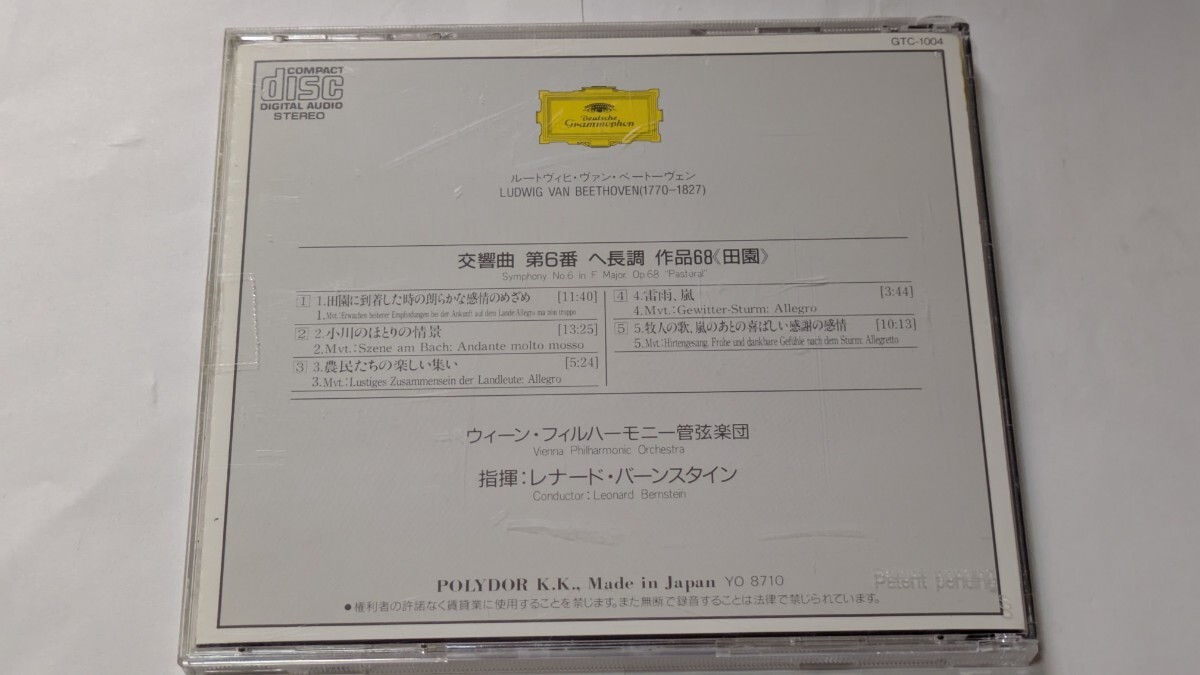 GTC-1004
COMPACT
disc
DIGITAL AUDIO
STEREO
Deutsche
Grammophon
ルートヴィヒ・ヴァン・ベートーヴェン
LUDWIG VAN BEETHOVEN(1770–1827)
交響曲 第6番 ヘ長調 作品68《田園》
Symphony No.6 in F Major, Op.68 "Pastoral"
1 1.田園に到着した時の朗らかな感情のめざめ [11:40]
1.Mvt:Erwachen heiterer Empfindungen bei der Ankunft auf dem Lande:Allegro ma non troppo
2 2.小川のほとりの情景 [13:25]
2.Mvt.:Szene am Bach: Andante molto mosso
3 3.農民たちの楽しい集い [5:24]
3.Mvt.:Lustiges Zusammensein der Landleute: Allegro
4 4.雷雨、嵐 [3:44]
4.Mvt.:Gewitter-Sturm: Allegro
5 5.牧人の歌、嵐のあとの喜ばしい感謝の感情 [10:13]
5.Mvt.:Hirtengesang. Frohe und dankbare Gefühle nach dem Sturm: Allegretto
ウィーン・フィルハーモニー管弦楽団
Vienna Philharmonic Orchestra
指揮:レナード・バーンスタイン
Conductor: Leonard Bernstein
POLYDOR K.K., Made in Japan YO 8710
Patent pending
●権利者の許諾なく賃貸業に使用することを禁じます。また無断で録音することは法律で禁じられています。